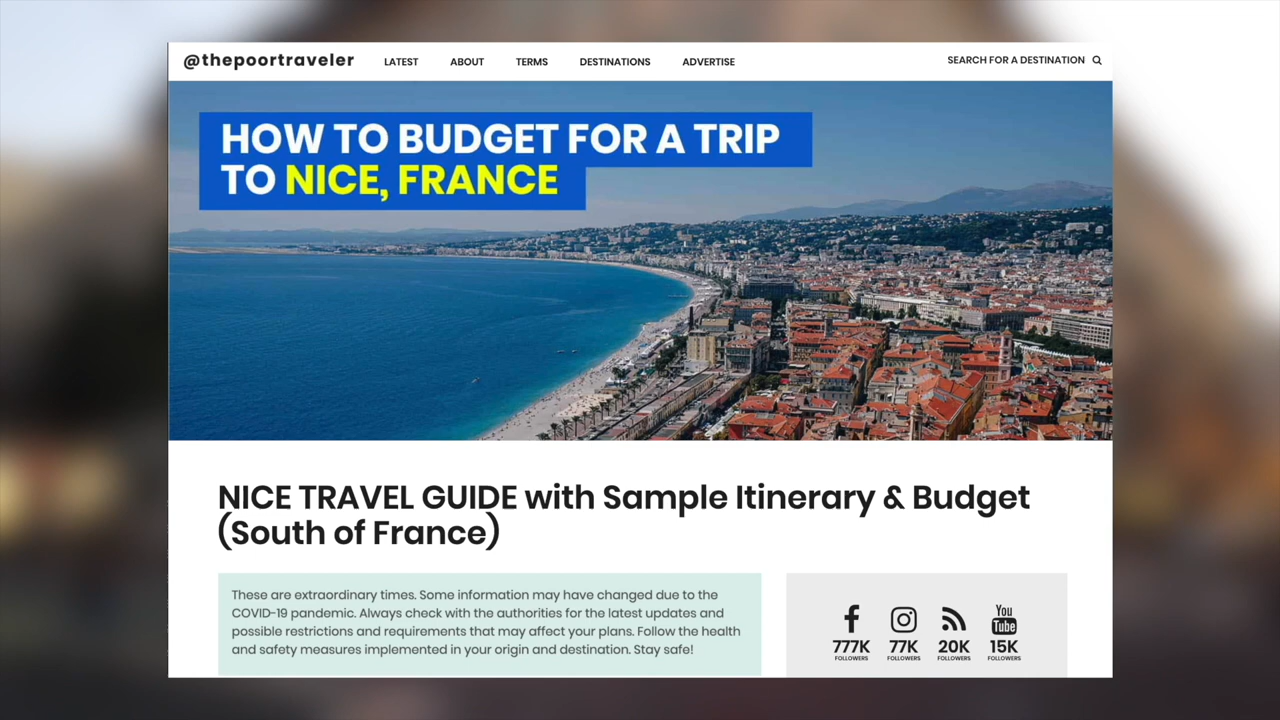 @thepoortraveler LATEST ABOUT TERMS DESTINATIONS ADVERTISE SEARCH FOR A DESTINATION
HOW TO BUDGET FOR A TRIP
TO NICE, FRANCE
NICE TRAVEL GUIDE with Sample Itinerary & Budget
(South of France)
These are extraordinary times. Some information may have changed due to the
COVID-19 pandemic. Always check with the authorities for the latest updates and
possible restrictions and requirements that may affect your plans. Follow the health
and safety measures implemented in your origin and destination. Stay safe!
You
Tube
777K 77K 20K 15K
FOLLOWERS FOLLOWERS FOLLOWERS FOLLOWERS